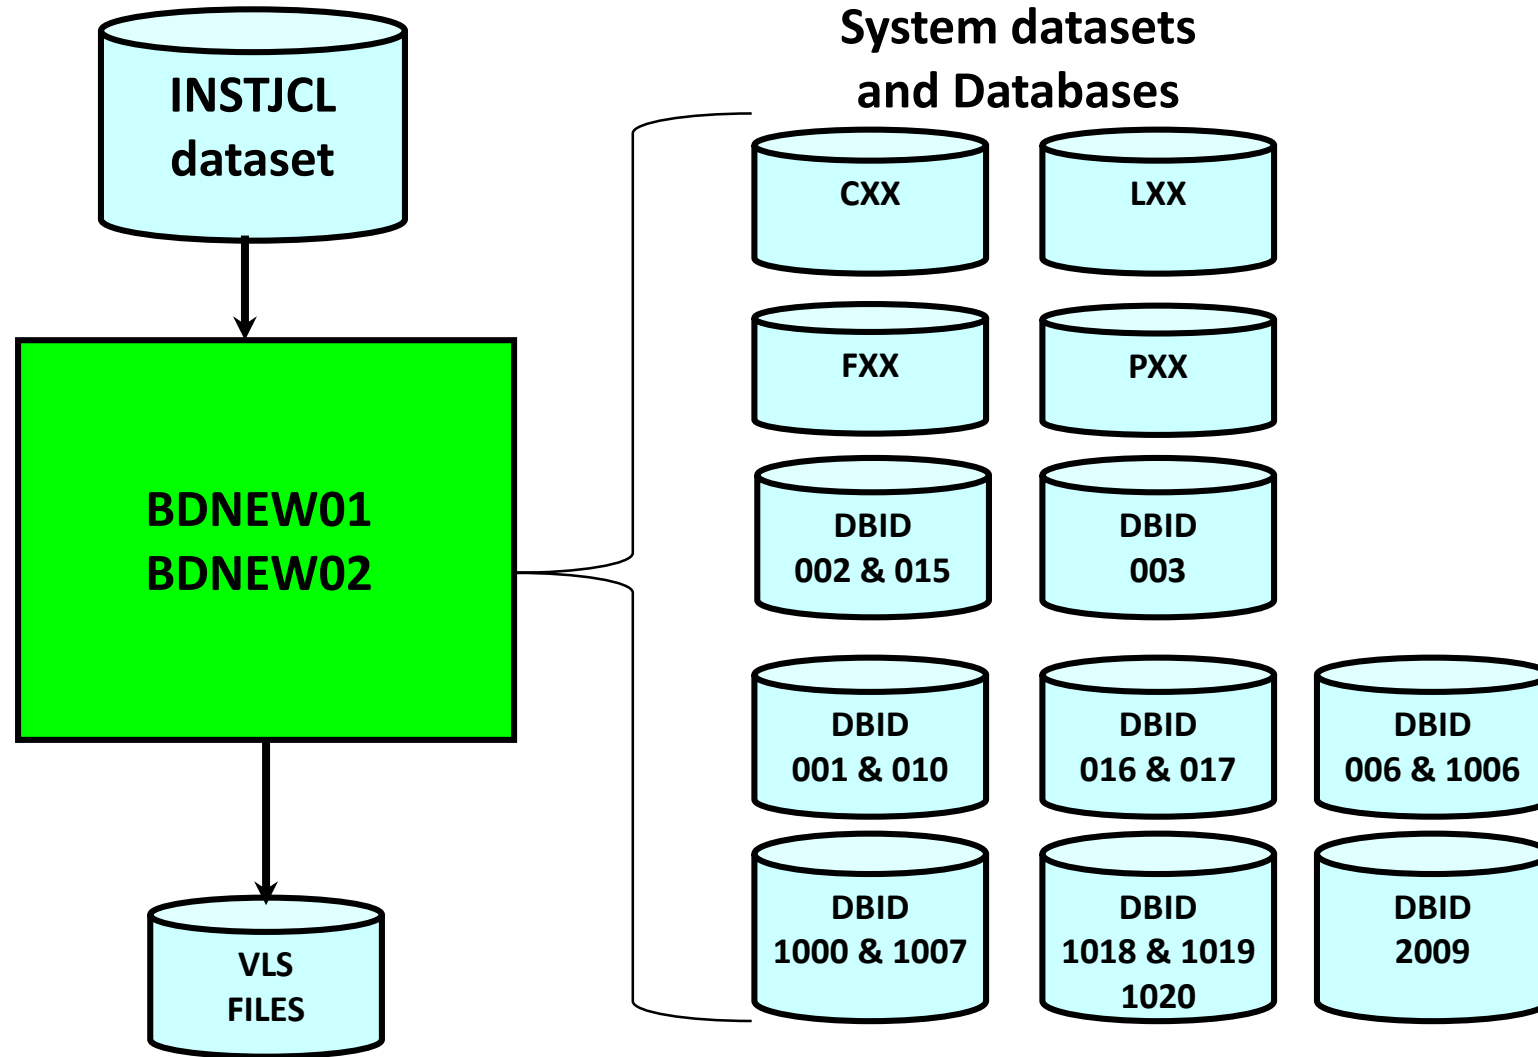 INSTJCL
dataset
System datasets
and Databases
CXX
LXX
FXX
PXX
BDNEW01
BDNEW02
DBID
002 & 015
DBID
003
DBID
001 & 010
DBID
016 & 017
DBID
006 & 1006
DBID
1000 & 1007
DBID
1018 & 1019
1020
DBID
2009
VLS
FILES